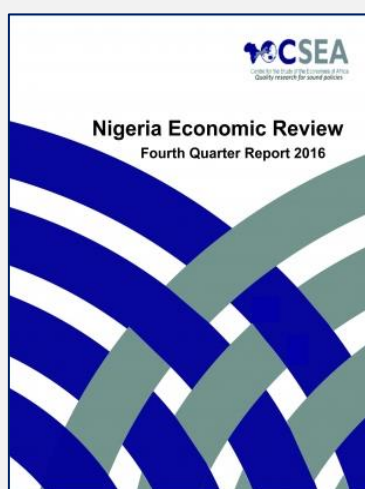 CSEA
Centre for the Study of the Economies of Africa
Quality research for sound policies
Nigeria Economic Review
Fourth Quarter Report 2016